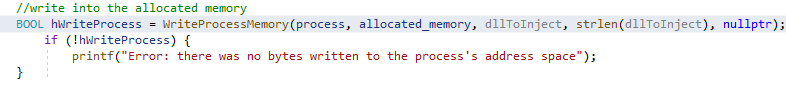 //write into the allocated memory
BOOL hWriteProcess = WriteProcessMemory(process, allocated_memory, dllToInject, strlen(dllToInject), nullptr);
if (!hWriteProcess) {
printf("Error: there was no bytes written to the process's address space");
}